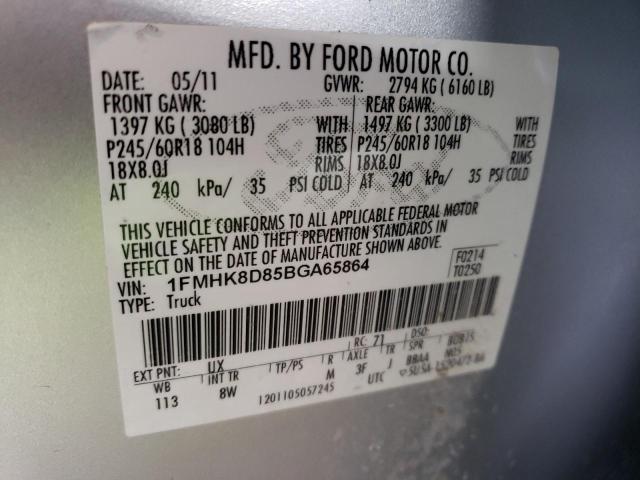 MFD. BY FORD MOTOR CO.
DATE: 05/11 GVWR: 2794 KG ( 6160 LB)
FRONT GAWR: REAR GAWR:
1397 KG ( 3080 LB) WITH 1497 KG ( 3300 LB) WITH
P245/60R18 104H TIRES P245/60R18 104H TIRES
18X8.0J RIMS 18X8.0J RIMS
AT 240 kPa/ 35 PSI COLD AT 240 kPa/ 35 PSI COLD
THIS VEHICLE CONFORMS TO ALL APPLICABLE FEDERAL MOTOR
VEHICLE SAFETY AND THEFT PREVENTION STANDARDS IN
EFFECT ON THE DATE OF MANUFACTURE SHOWN ABOVE.
VIN: 1FMHK8D85BGA65864
TYPE: Truck
F0214
T0250
EXT PNT: UX RC: 71 DSO:
WB INT TR TP/PS R AXLE TR SPR BDB15
113 8W M 3F J BBAA N05
1201105057245 UTC